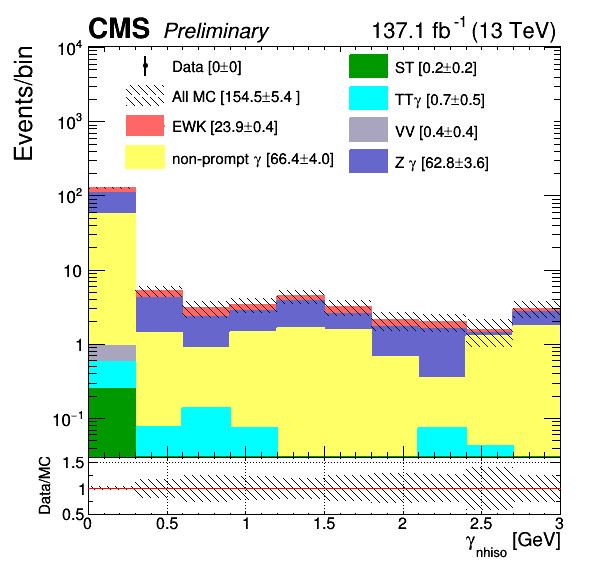 CMS Preliminary 137.1 fb⁻¹ (13 TeV)
Events/bin
10⁴
10³
10²
10
1
10⁻¹
Data [0±0]
All MC [154.5±5.4 ]
EWK [23.9±0.4]
non-prompt γ [66.4±4.0]
ST [0.2±0.2]
TTγ [0.7±0.5]
VV [0.4±0.4]
Z γ [62.8±3.6]
Data/MC
1.5
1
0.5
0 0.5 1 1.5 2 2.5 3
γnhiso [GeV]